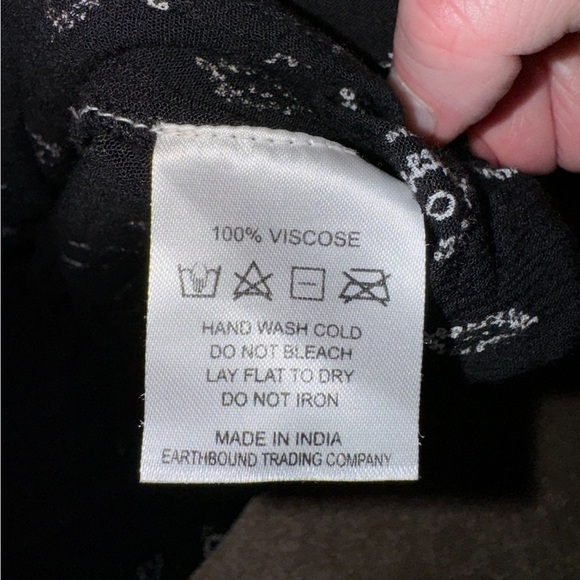 100% VISCOSE
HAND WASH COLD
DO NOT BLEACH
LAY FLAT TO DRY
DO NOT IRON
MADE IN INDIA
EARTHBOUND TRADING COMPANY